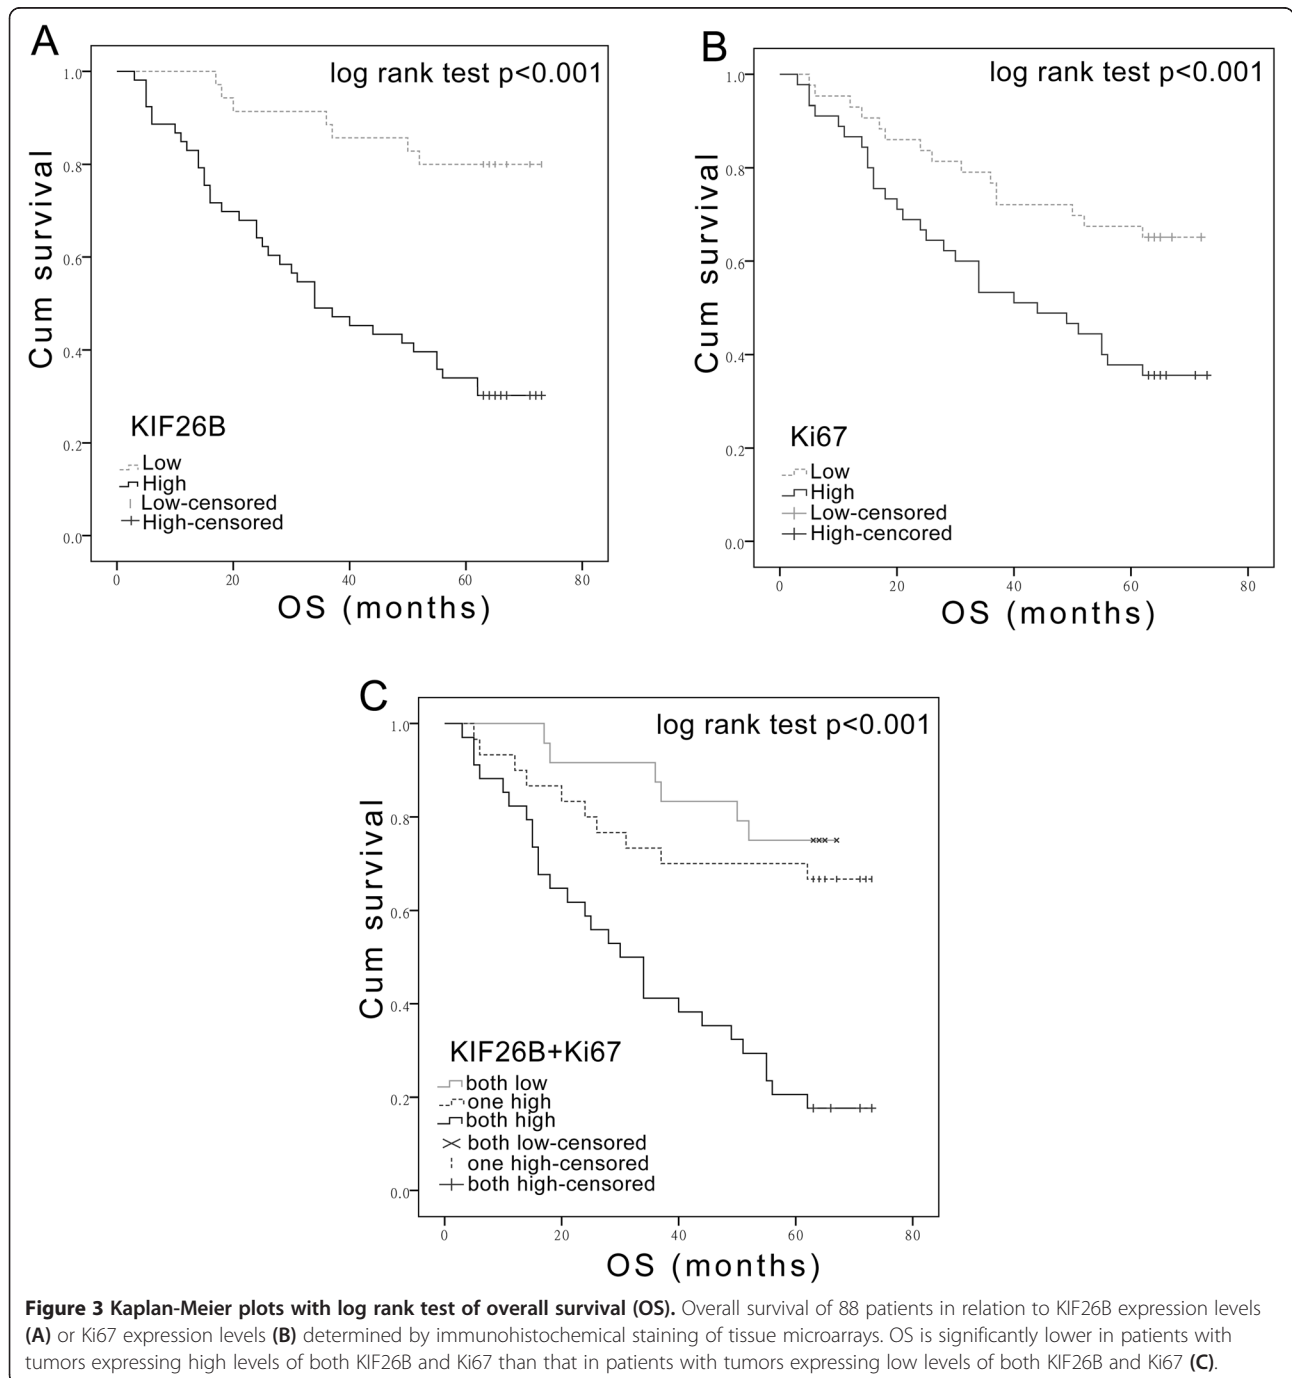 A
log rank test p<0.001
1.0
0.8
0.6
0.4
0.2
0.0
Cum survival
KIF26B
Low
High
Low-censored
High-censored
0 20 40 60 80
OS (months)
B
log rank test p<0.001
1.0
0.8
0.6
0.4
0.2
0.0
Cum survival
Ki67
Low
High
Low-censored
High-cencored
0 20 40 60 80
OS (months)
C
log rank test p<0.001
1.0
0.8
0.6
0.4
0.2
0.0
Cum survival
KIF26B+Ki67
both low
one high
both high
both low-censored
one high-censored
both high-censored
0 20 40 60 80
OS (months)
Figure 3 Kaplan-Meier plots with log rank test of overall survival (OS). Overall survival of 88 patients in relation to KIF26B expression levels
(A) or Ki67 expression levels (B) determined by immunohistochemical staining of tissue microarrays. OS is significantly lower in patients with
tumors expressing high levels of both KIF26B and Ki67 than that in patients with tumors expressing low levels of both KIF26B and Ki67 (C).